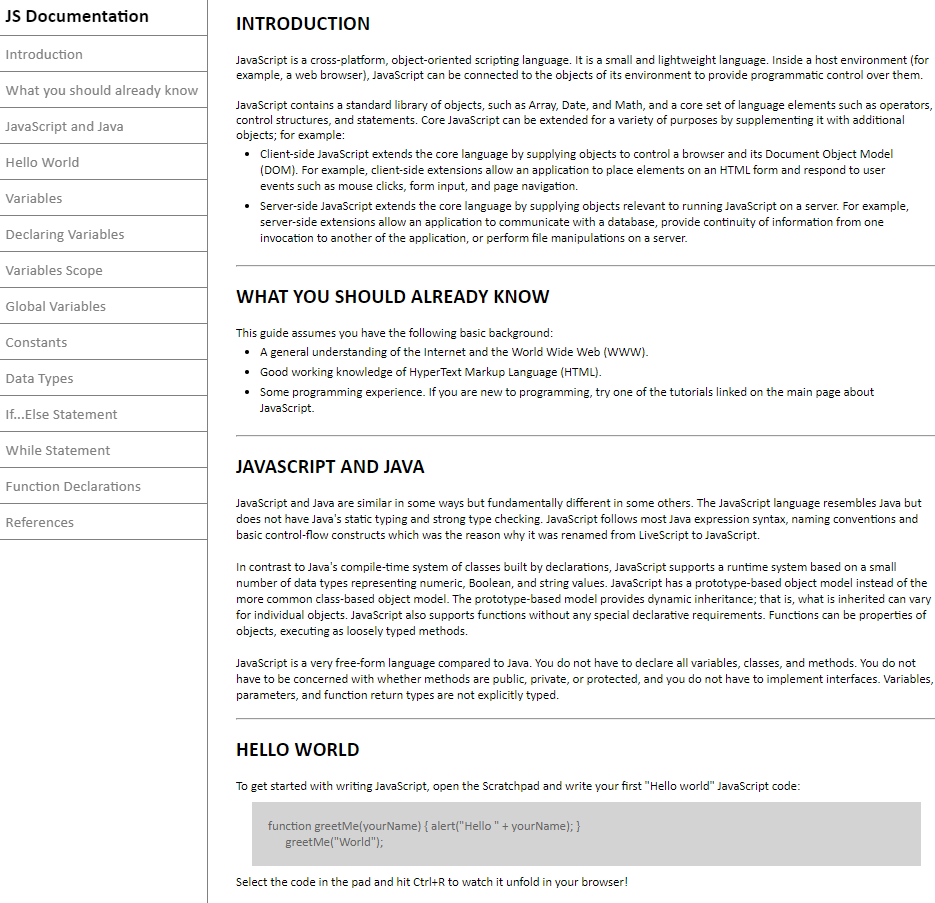 JS Documentation
Introduction
What you should already know
JavaScript and Java
Hello World
Variables
Declaring Variables
Variables Scope
Global Variables
Constants
Data Types
If...Else Statement
While Statement
Function Declarations
References
INTRODUCTION
JavaScript is a cross-platform, object-oriented scripting language. It is a small and lightweight language. Inside a host environment (for
example, a web browser), JavaScript can be connected to the objects of its environment to provide programmatic control over them.
JavaScript contains a standard library of objects, such as Array, Date, and Math, and a core set of language elements such as operators,
control structures, and statements. Core JavaScript can be extended for a variety of purposes by supplementing it with additional
objects; for example:
• Client-side JavaScript extends the core language by supplying objects to control a browser and its Document Object Model
(DOM). For example, client-side extensions allow an application to place elements on an HTML form and respond to user
events such as mouse clicks, form input, and page navigation.
• Server-side JavaScript extends the core language by supplying objects relevant to running JavaScript on a server. For example,
server-side extensions allow an application to communicate with a database, provide continuity of information from one
invocation to another of the application, or perform file manipulations on a server.
WHAT YOU SHOULD ALREADY KNOW
This guide assumes you have the following basic background:
• A general understanding of the Internet and the World Wide Web (WWW).
• Good working knowledge of HyperText Markup Language (HTML).
• Some programming experience. If you are new to programming, try one of the tutorials linked on the main page about
JavaScript.
JAVASCRIPT AND JAVA
JavaScript and Java are similar in some ways but fundamentally different in some others. The JavaScript language resembles Java but
does not have Java's static typing and strong type checking. JavaScript follows most Java expression syntax, naming conventions and
basic control-flow constructs which was the reason why it was renamed from LiveScript to JavaScript.
In contrast to Java's compile-time system of classes built by declarations, JavaScript supports a runtime system based on a small
number of data types representing numeric, Boolean, and string values. JavaScript has a prototype-based object model instead of the
more common class-based object model. The prototype-based model provides dynamic inheritance; that is, what is inherited can vary
for individual objects. JavaScript also supports functions without any special declarative requirements. Functions can be properties of
objects, executing as loosely typed methods.
JavaScript is a very free-form language compared to Java. You do not have to declare all variables, classes, and methods. You do not
have to be concerned with whether methods are public, private, or protected, and you do not have to implement interfaces. Variables,
parameters, and function return types are not explicitly typed.
HELLO WORLD
To get started with writing JavaScript, open the Scratchpad and write your first "Hello world" JavaScript code:
function greetMe(yourName) { alert("Hello " + yourName); }
greetMe("World");
Select the code in the pad and hit Ctrl+R to watch it unfold in your browser!